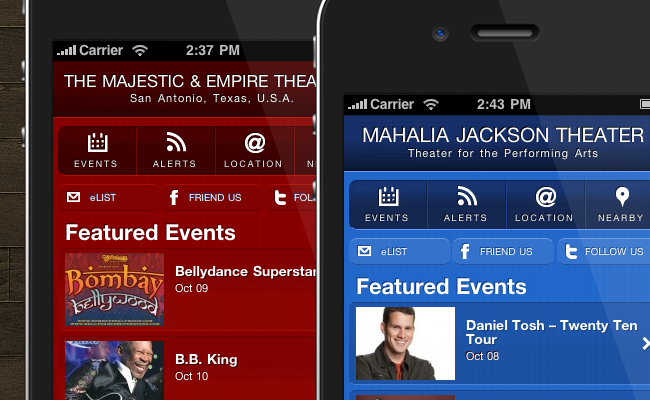 Carrier 2:37 PM
THE MAJESTIC & EMPIRE THEA
San Antonio, Texas, U.S.A.
EVENTS ALERTS LOCATION N
eLIST FRIEND US FOL
Featured Events
Bombay
Bellywood
Bellydance Superstar
Oct 09
B.B. King
Oct 10
Carrier 2:43 PM
MAHALIA JACKSON THEATER
Theater for the Performing Arts
EVENTS ALERTS LOCATION NEARBY
eLIST FRIEND US FOLLOW US
Featured Events
Daniel Tosh – Twenty Ten
Tour
Oct 08